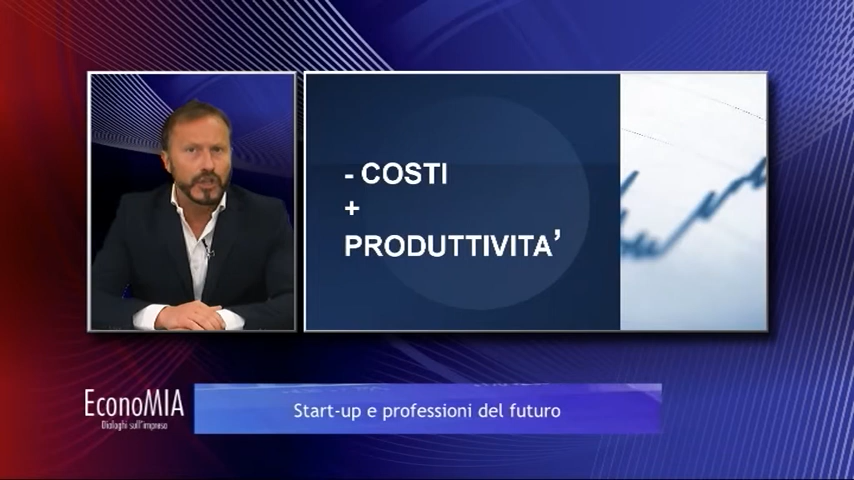 - COSTI
+
PRODUTTIVITA’
EconoMIA
Dialoghi sull'impresa
Start-up e professioni del futuro